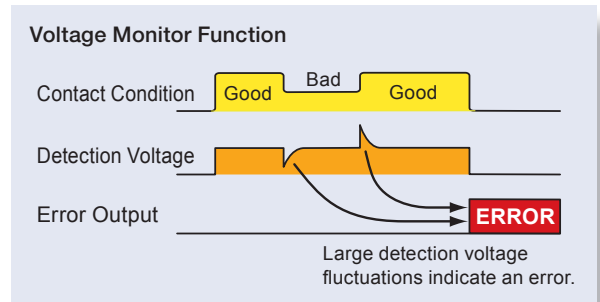 Voltage Monitor Function
Contact Condition Good Bad Good
Detection Voltage
Error Output ERROR
Large detection voltage
fluctuations indicate an error.